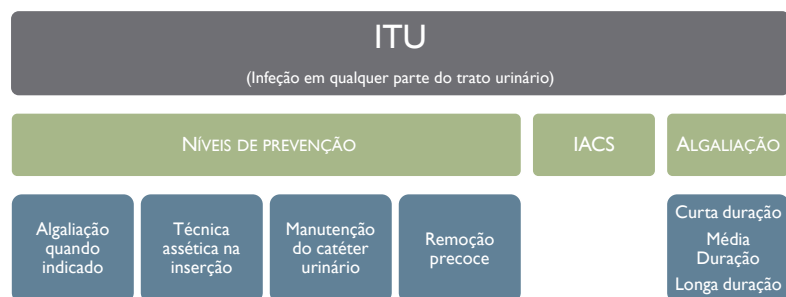 ITU
(Infeção em qualquer parte do trato urinário)
NÍVEIS DE PREVENÇÃO
IACS
ALGALIAÇÃO
Algaliação
quando
indicado
Técnica
assética na
inserção
Manutenção
do catéter
urinário
Remoção
precoce
Curta duração
Média
Duração
Longa duração